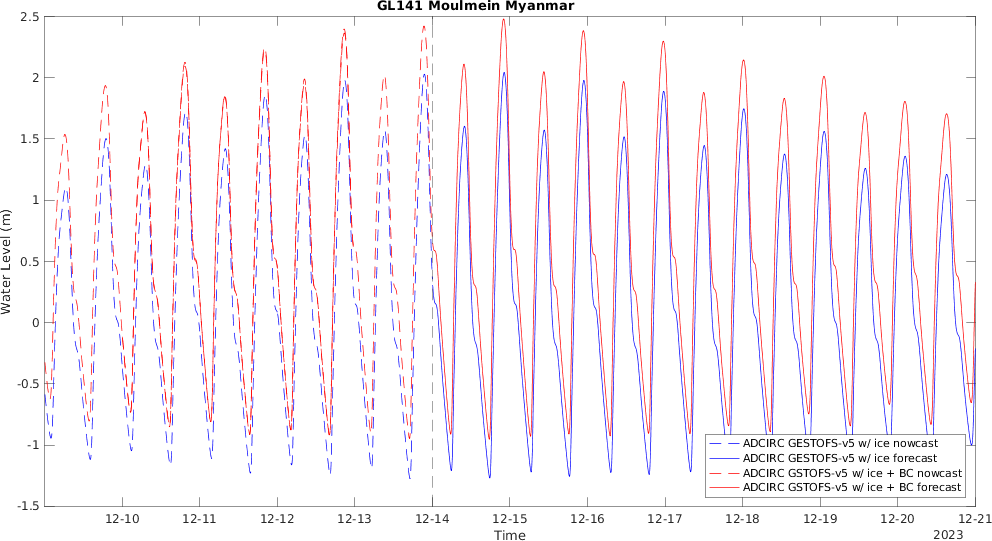 GL141 Moulmein Myanmar
2.5
2
1.5
1
0.5
0
-0.5
-1
-1.5
Water Level (m)
12-10 12-11 12-12 12-13 12-14 12-15 12-16 12-17 12-18 12-19 12-20 12-21
Time
2023
ADCIRC GESTOFS-v5 w/ ice nowcast
ADCIRC GESTOFS-v5 w/ ice forecast
ADCIRC GSTOFS-v5 w/ ice + BC nowcast
ADCIRC GSTOFS-v5 w/ ice + BC forecast